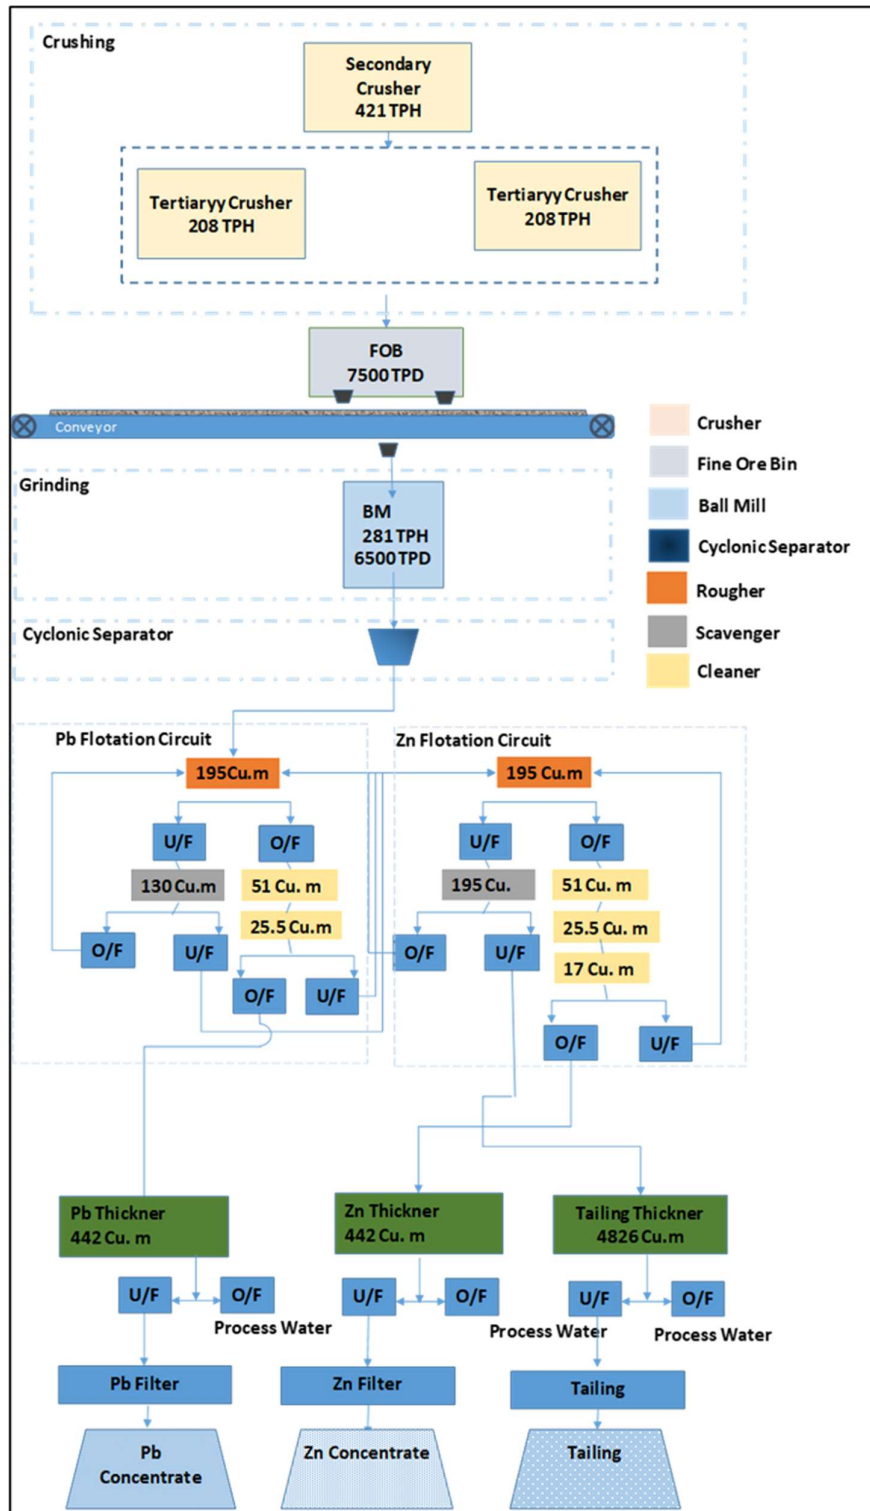 Crushing
Secondary
Crusher
421 TPH
Tertiaryy Crusher
208 TPH
Tertiaryy Crusher
208 TPH
FOB
7500 TPD
Conveyor
Crusher
Fine Ore Bin
Ball Mill
Cyclonic Separator
Rougher
Scavenger
Cleaner
Grinding
BM
281 TPH
6500 TPD
Cyclonic Separator
Pb Flotation Circuit
195Cu.m
U/F
O/F
130 Cu.m
51 Cu. m
25.5 Cu.m
O/F
U/F
O/F
U/F
Zn Flotation Circuit
195 Cu.m
U/F
O/F
195 Cu.
51 Cu. m
25.5 Cu. m
17 Cu. m
O/F
U/F
O/F
U/F
Pb Thickner
442 Cu. m
Zn Thickner
442 Cu. m
Tailing Thickner
4826 Cu.m
U/F
O/F
Process Water
U/F
O/F
Process Water
U/F
O/F
Process Water
Pb Filter
Zn Filter
Tailing
Pb
Concentrate
Zn Concentrate
Tailing